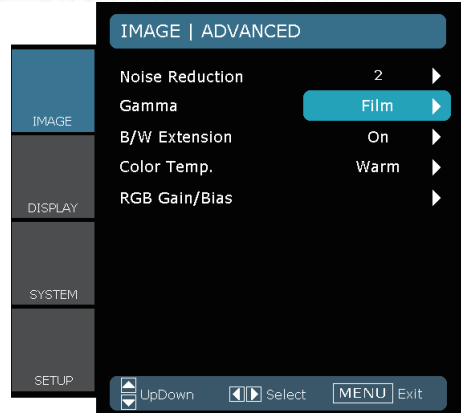 IMAGE | ADVANCED
Noise Reduction 2
Gamma Film
B/W Extension On
Color Temp. Warm
RGB Gain/Bias
IMAGE
DISPLAY
SYSTEM
SETUP
UpDown Select MENU Exit